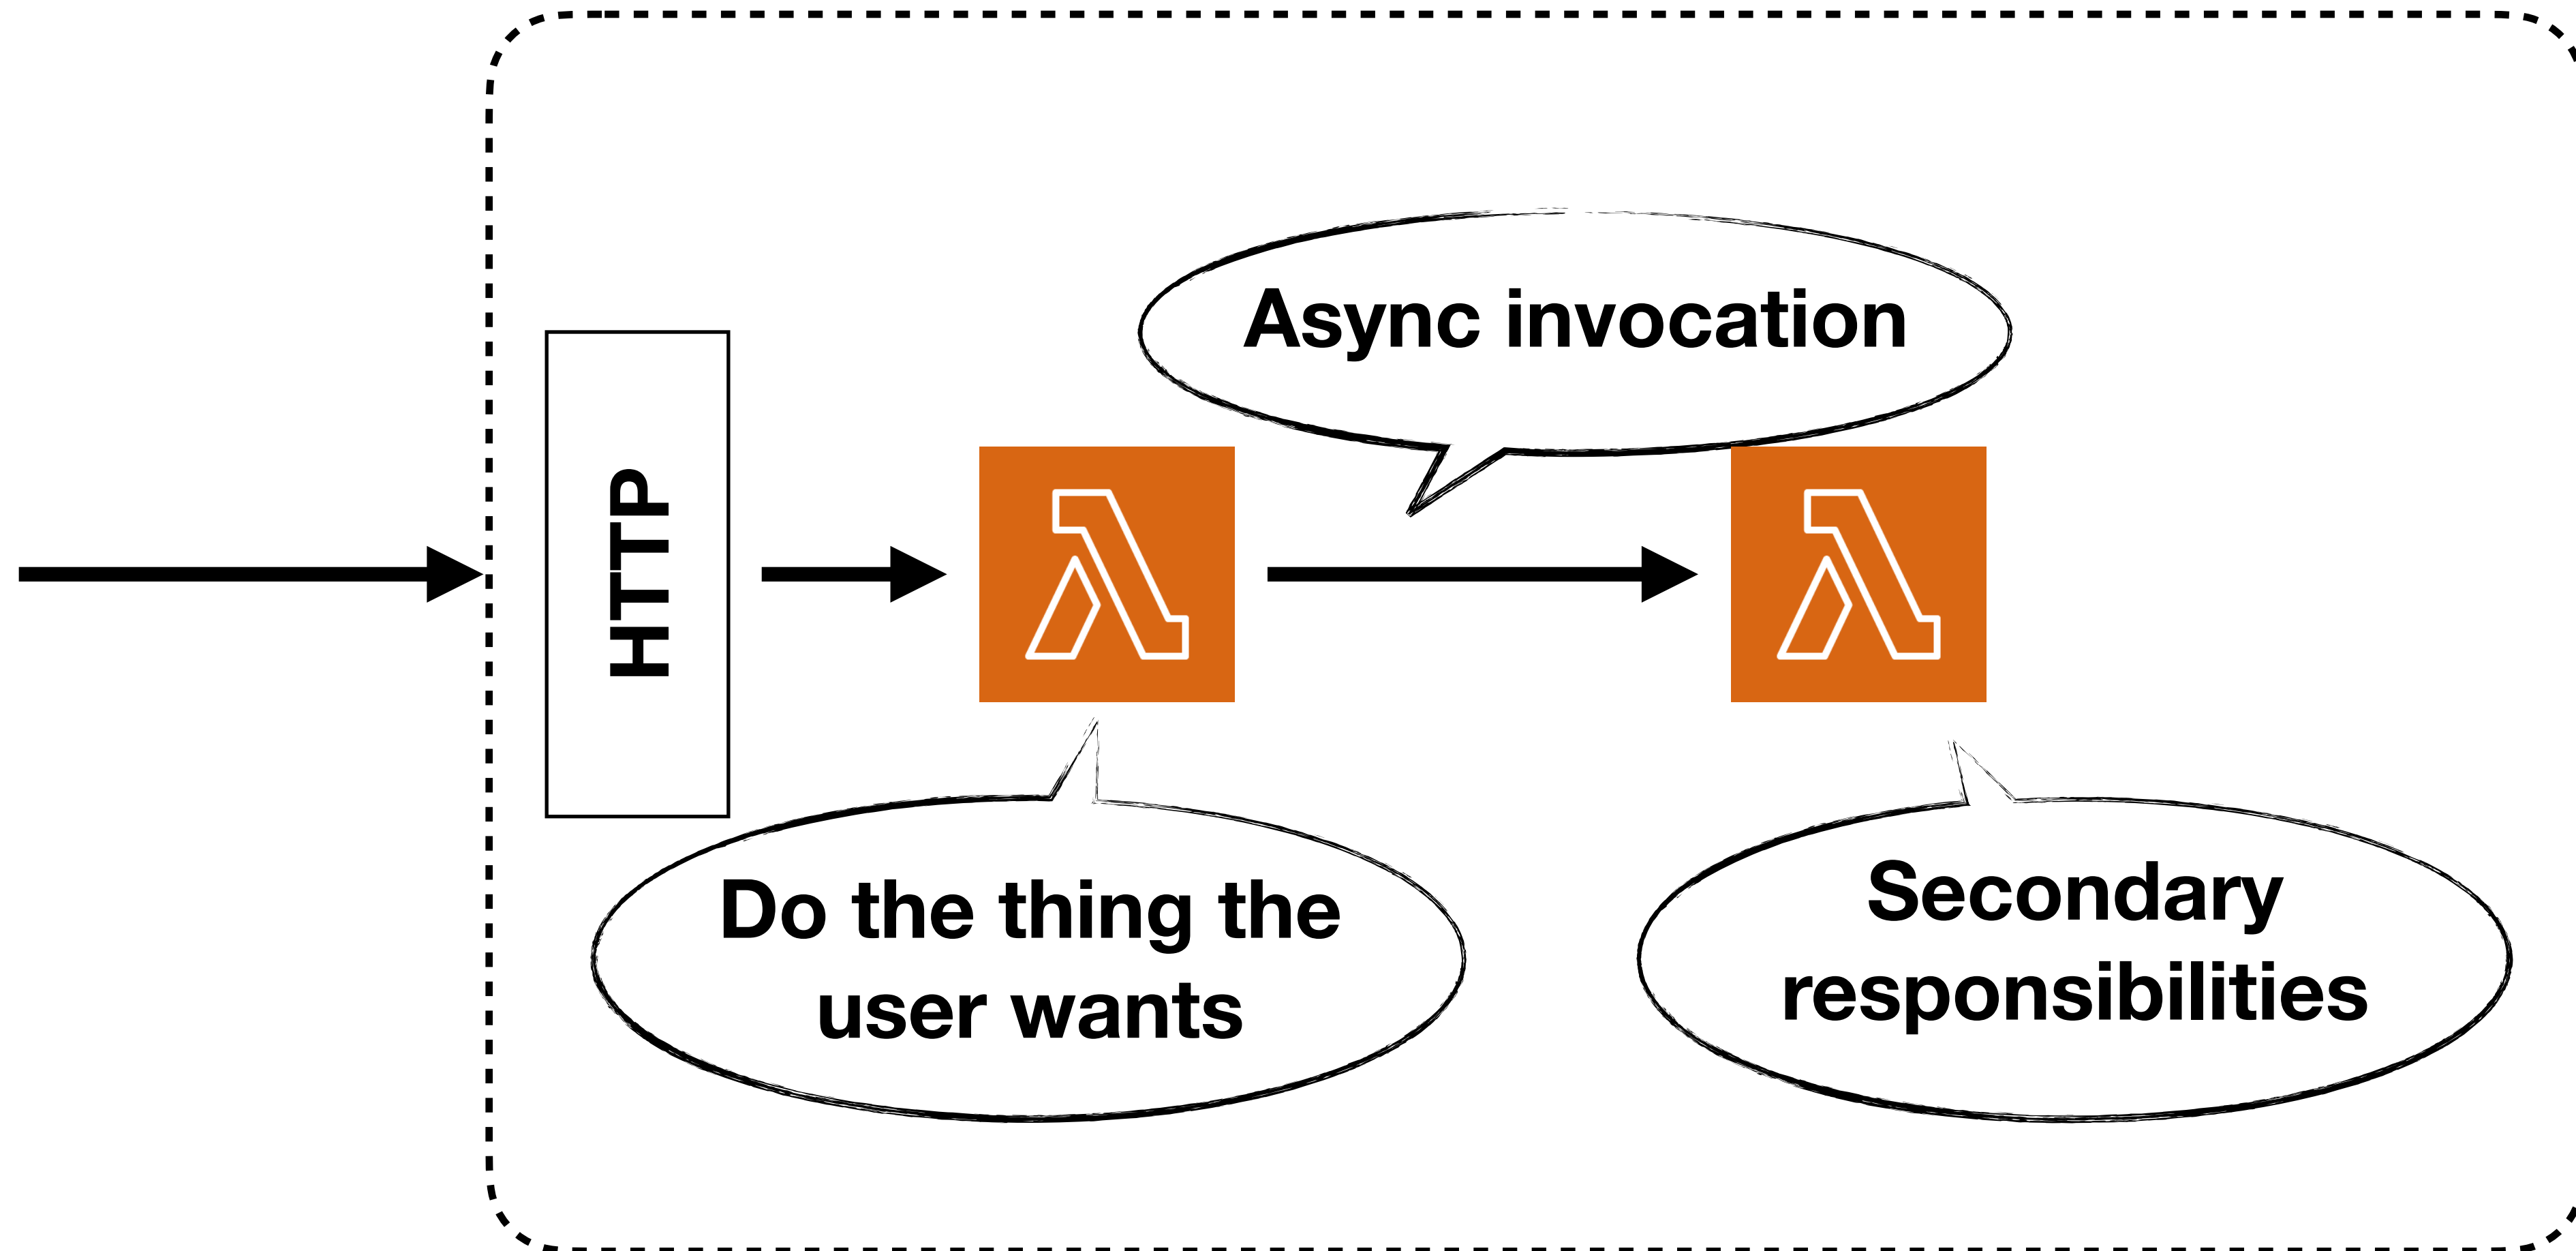 Async invocation
HTTP
Do the thing the
user wants
Secondary
responsibilities